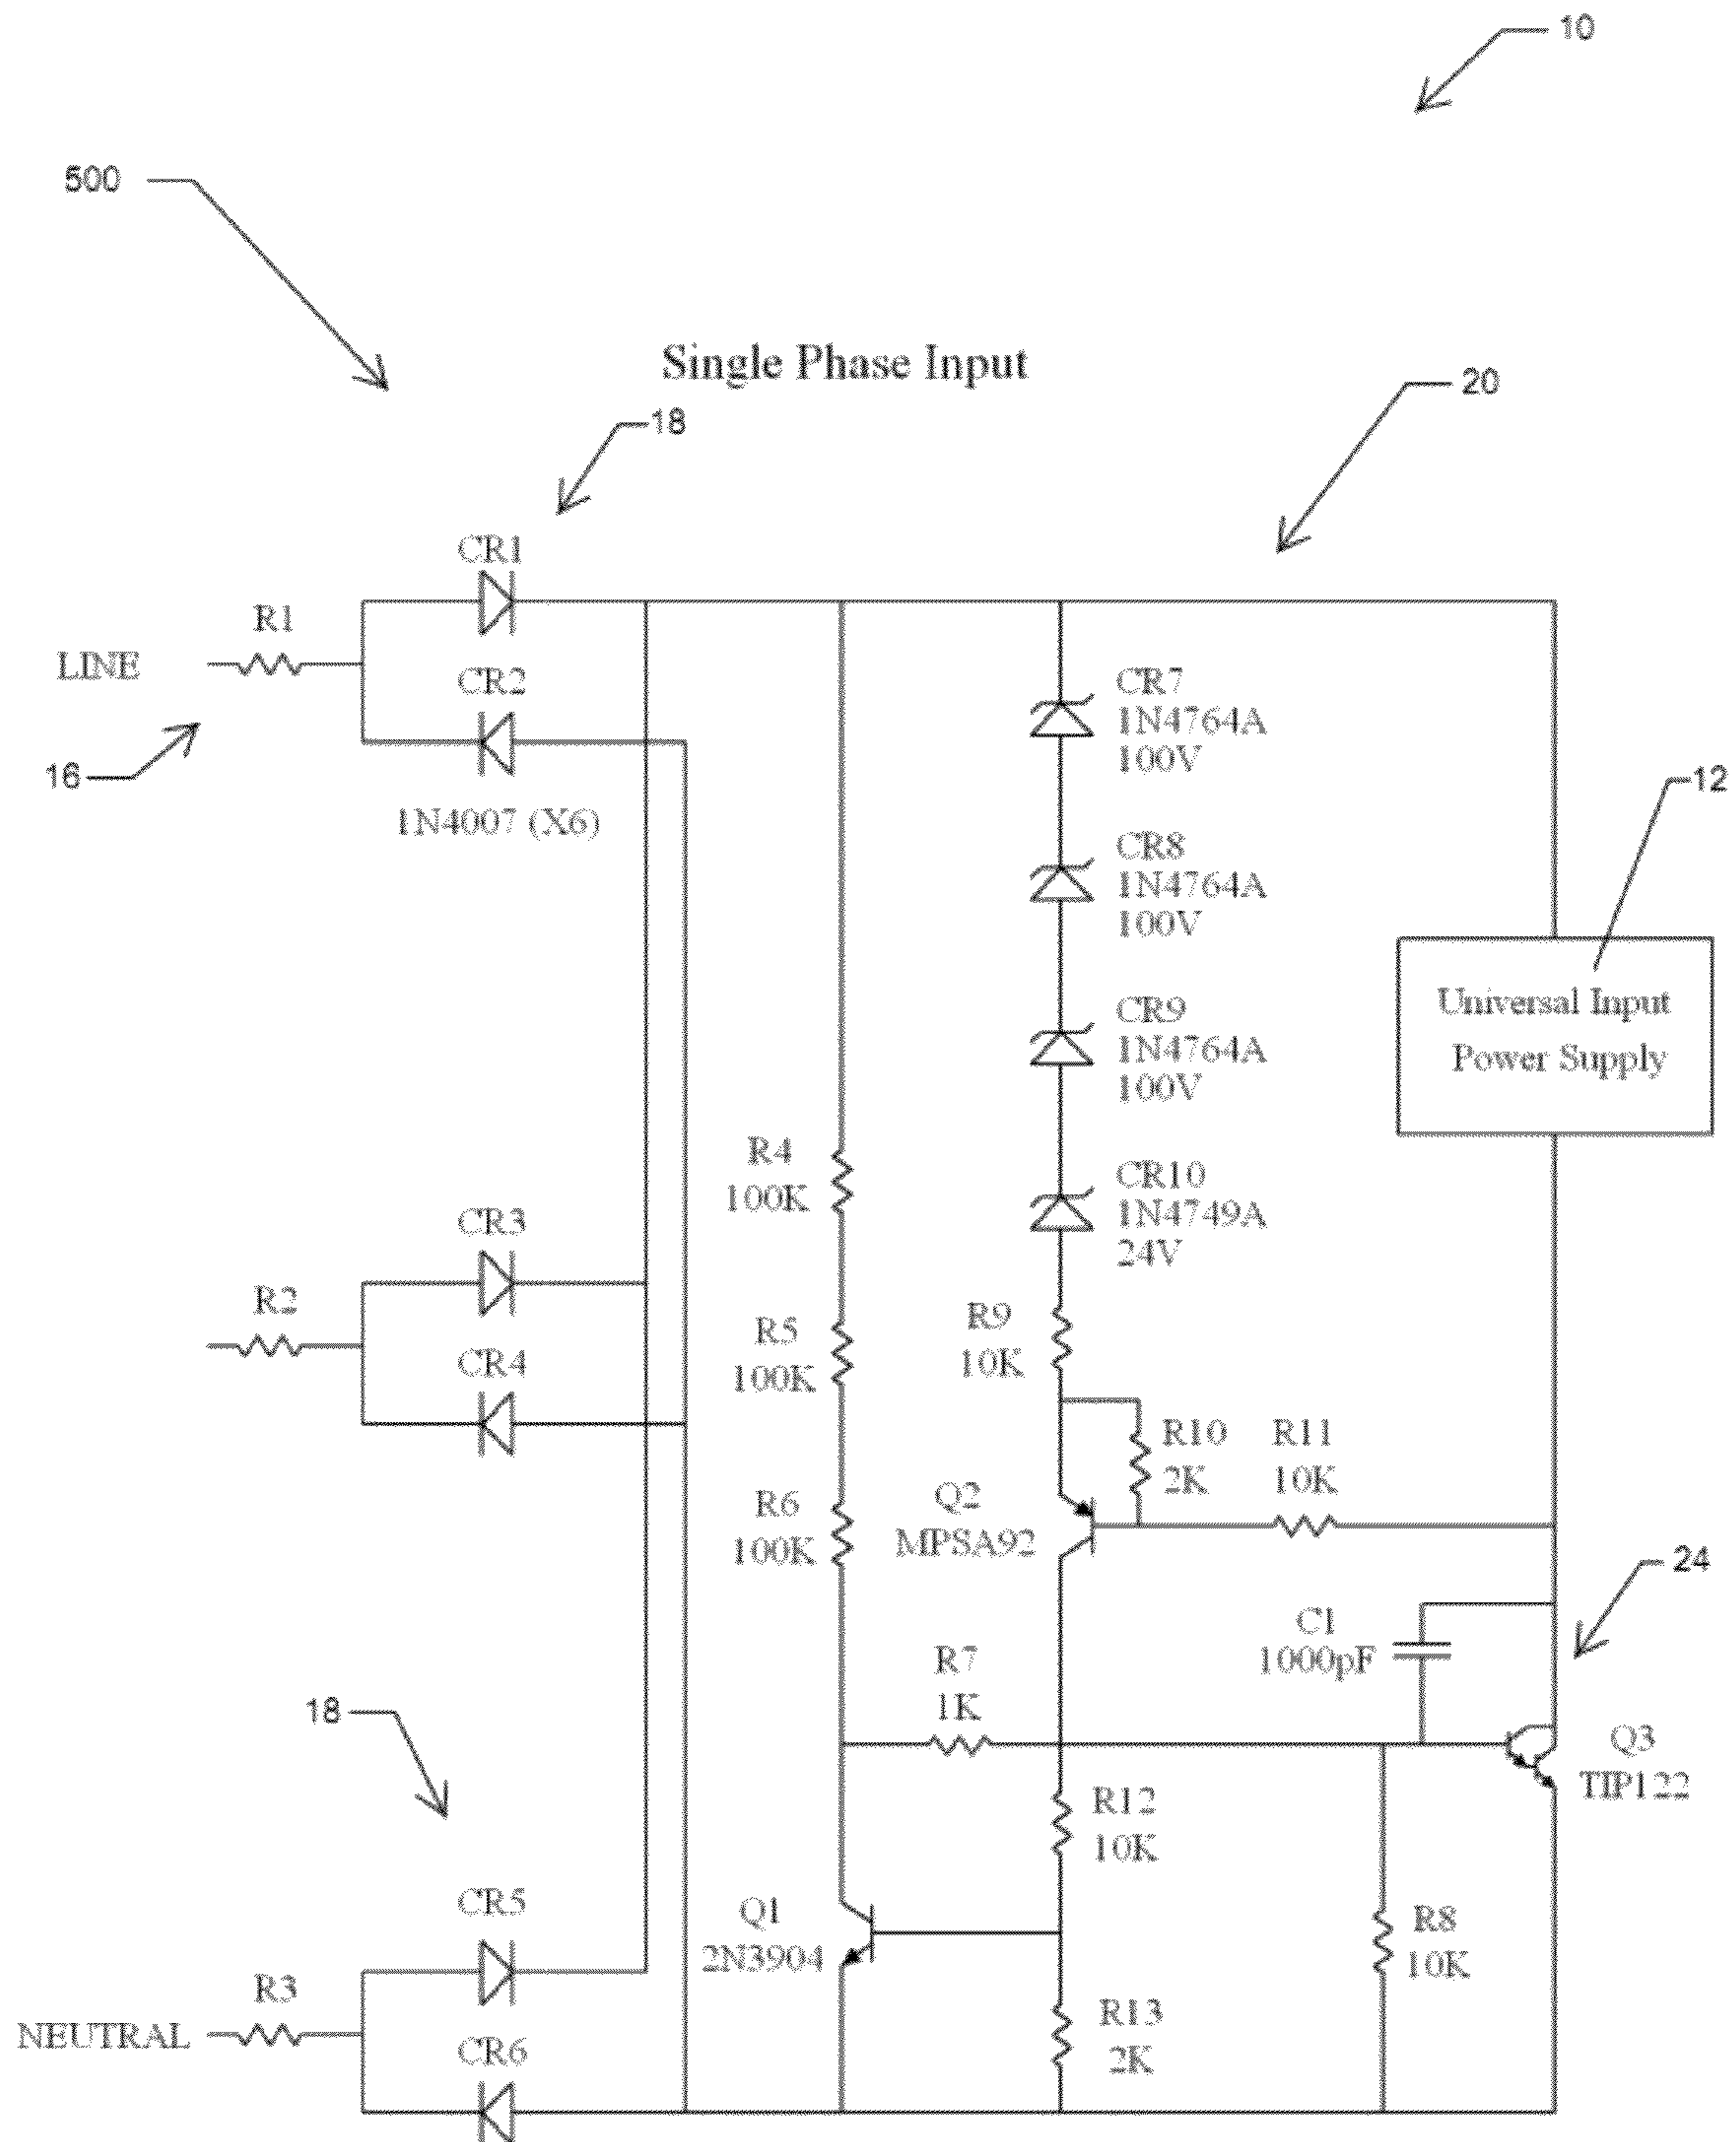 10
500
Single Phase Input
20
18
CR1
R1
LINE
CR2
16
1N4007 (X6)
CR7
1N4764A
100V
12
CR8
1N4764A
100V
Universal Input
Power Supply
CR9
1N4764A
100V
R4
100K
CR10
1N4749A
24V
CR3
R2
CR4
R5
100K
R9
10K
R10
2K
R11
10K
R6
100K
Q2
MPSA92
24
C1
1000pF
R7
1K
18
Q3
TIP122
R12
10K
CR5
Q1
2N3904
R8
10K
R3
NEUTRAL
CR6
R13
2K